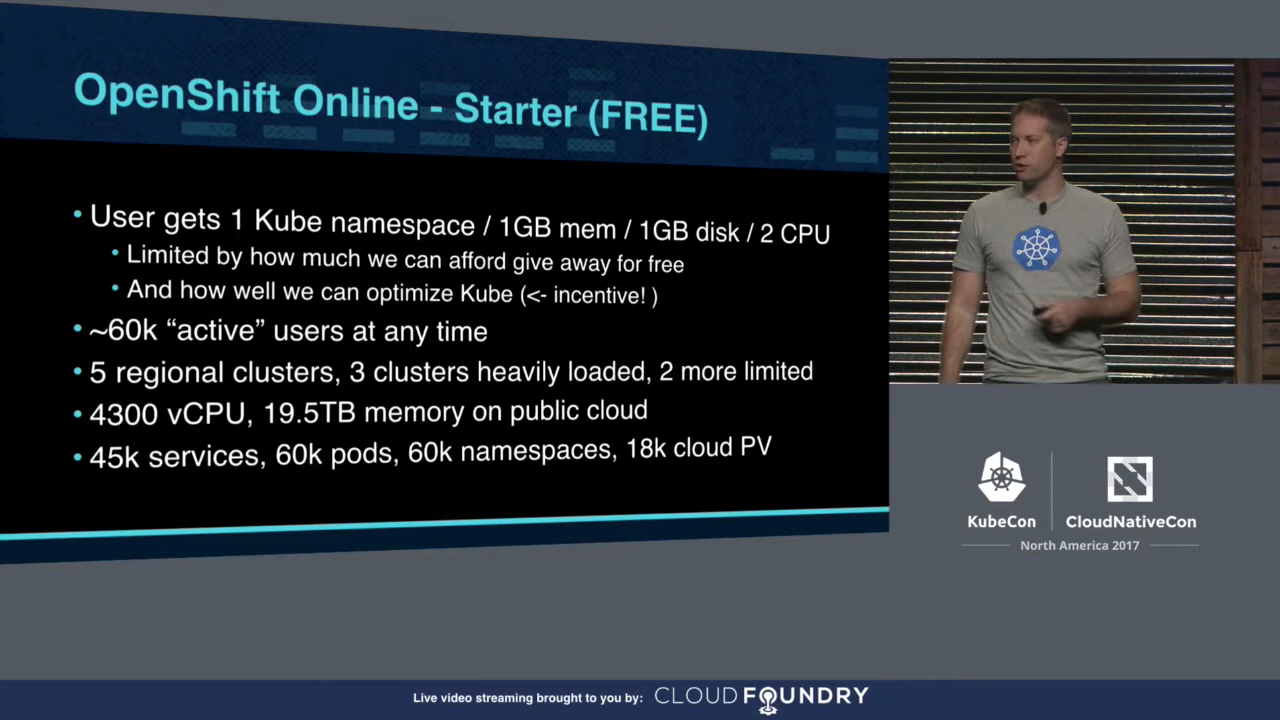 OpenShift Online - Starter (FREE)
• User gets 1 Kube namespace / 1GB mem / 1GB disk / 2 CPU
• Limited by how much we can afford give away for free
• And how well we can optimize Kube (<- incentive! )
• ~60k “active” users at any time
• 5 regional clusters, 3 clusters heavily loaded, 2 more limited
• 4300 vCPU, 19.5TB memory on public cloud
• 45k services, 60k pods, 60k namespaces, 18k cloud PV
KubeCon
CloudNativeCon
North America 2017
Live video streaming brought to you by: CLOUD FOUNDRY